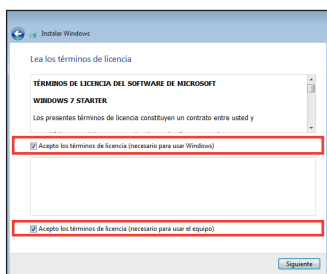 Instalar Windows
Lea los términos de licencia
TÉRMINOS DE LICENCIA DEL SOFTWARE DE MICROSOFT
WINDOWS 7 STARTER
Los presentes términos de licencia constituyen un contrato entre usted y
Acepto los términos de licencia (necesario para usar Windows)
Acepto los términos de licencia (necesario para usar el equipo)
Siguiente